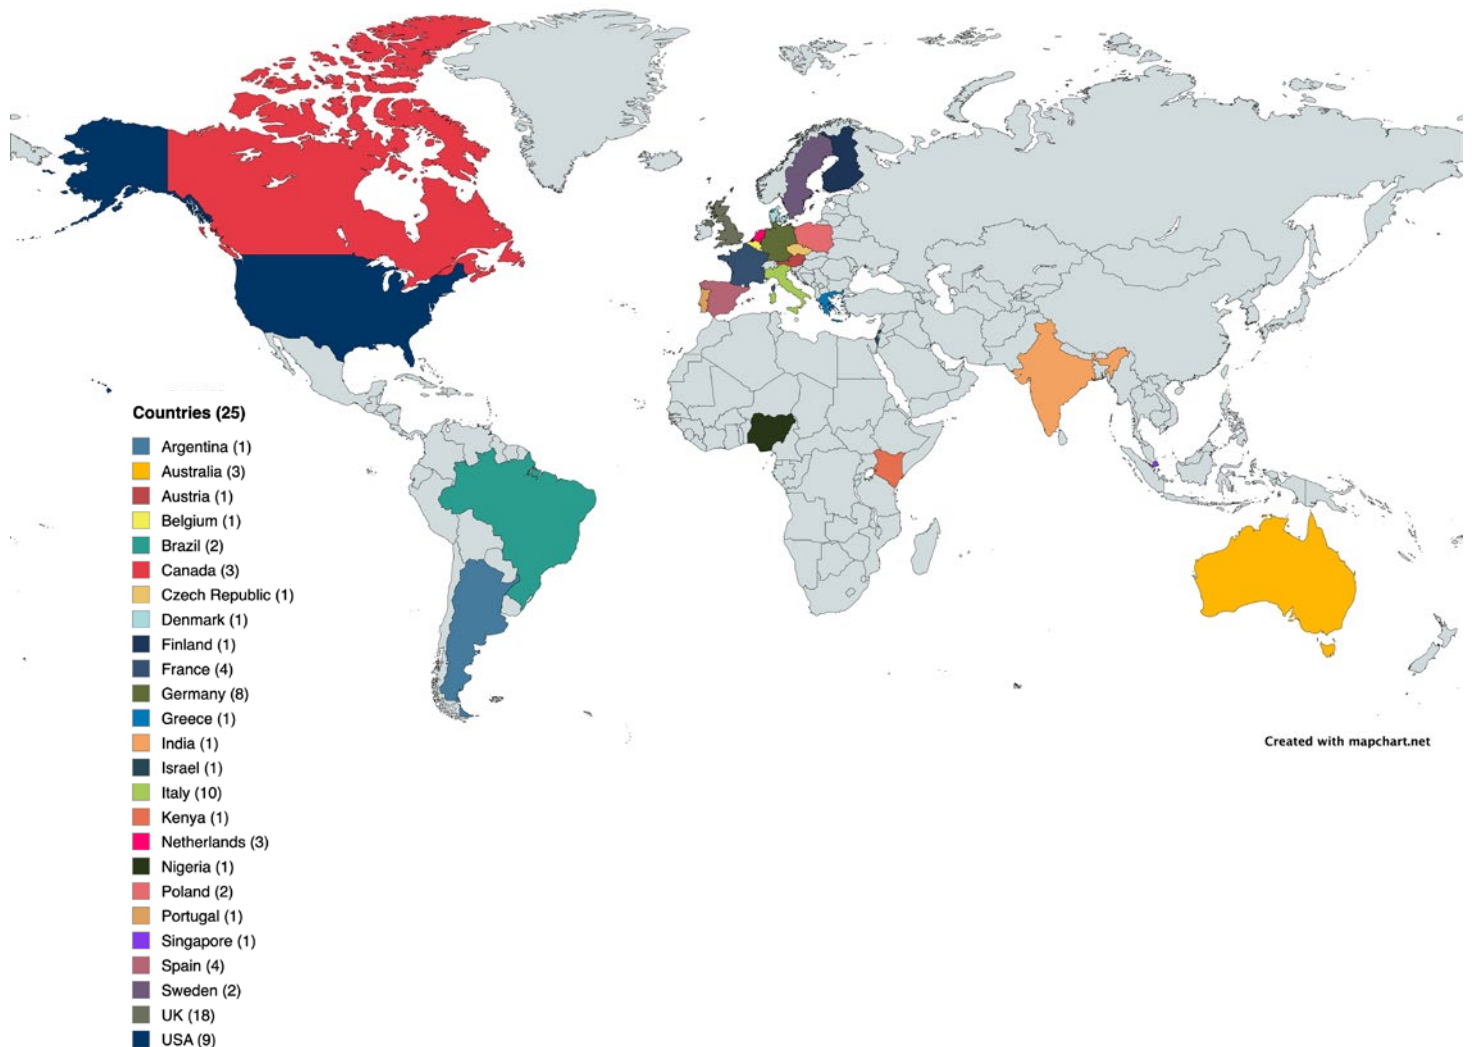 Countries (25)
Argentina (1)
Australia (3)
Austria (1)
Belgium (1)
Brazil (2)
Canada (3)
Czech Republic (1)
Denmark (1)
Finland (1)
France (4)
Germany (8)
Greece (1)
India (1)
Israel (1)
Italy (10)
Kenya (1)
Netherlands (3)
Nigeria (1)
Poland (2)
Portugal (1)
Singapore (1)
Spain (4)
Sweden (2)
UK (18)
USA (9)
Created with mapchart.net